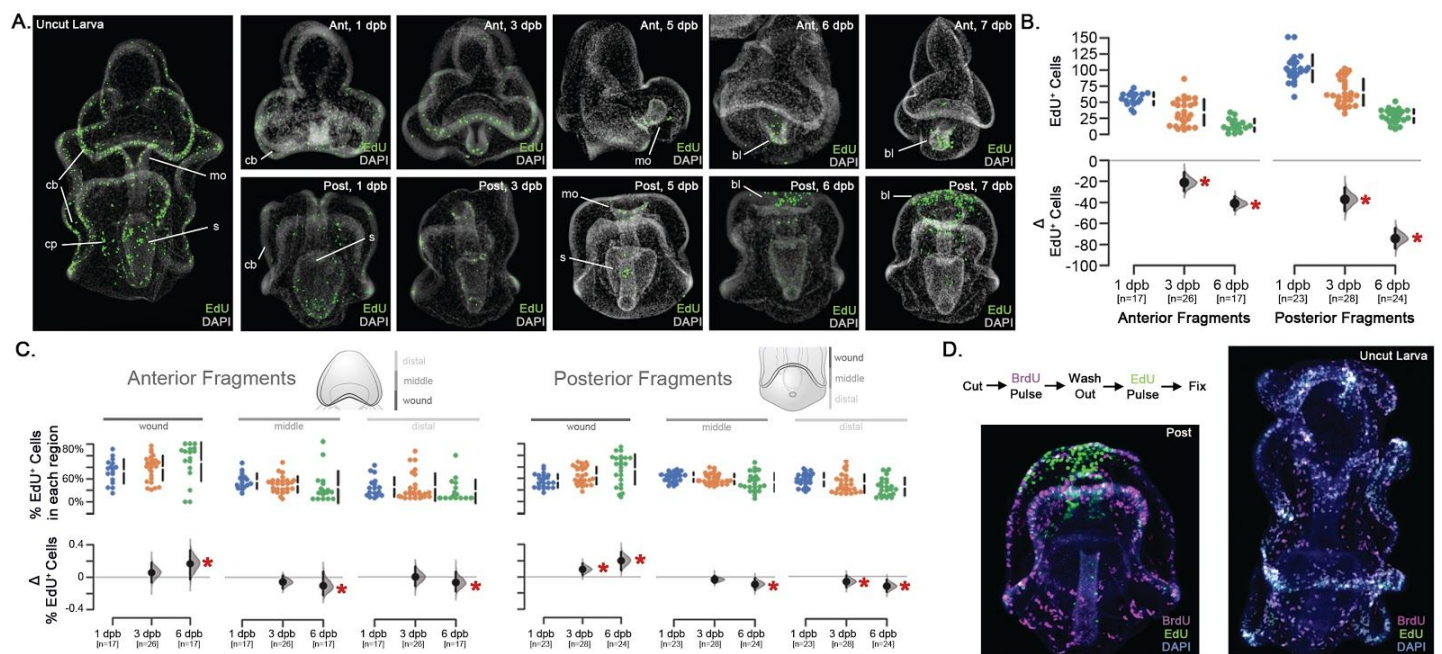 A.
Uncut Larva
cb
mo
cp
s
EdU
DAPI
Ant, 1 dpb
cb
EdU
DAPI
Ant, 3 dpb
EdU
DAPI
Ant, 5 dpb
mo
EdU
DAPI
Ant, 6 dpb
bl
EdU
DAPI
Ant, 7 dpb
bl
EdU
DAPI
Post, 1 dpb
cb
s
EdU
DAPI
Post, 3 dpb
EdU
DAPI
Post, 5 dpb
mo
s
EdU
DAPI
Post, 6 dpb
bl
EdU
DAPI
Post, 7 dpb
bl
EdU
DAPI
B.
EdU+ Cells
150
125
100
75
50
25
0
Δ
EdU+ Cells
0
-20
-40
-60
-80
-100
* * * *
1 dpb 3 dpb 6 dpb 1 dpb 3 dpb 6 dpb
[n=17] [n=26] [n=17] [n=23] [n=28] [n=24]
Anterior Fragments Posterior Fragments
C.
Anterior Fragments
distal
middle
wound
Posterior Fragments
wound
middle
distal
wound middle distal wound middle distal
% EdU+ Cells
in each region
80%
60%
0%
Δ
% EdU+ Cells
0.4
0
-0.4
* * * * * * * *
1 dpb 3 dpb 6 dpb 1 dpb 3 dpb 6 dpb 1 dpb 3 dpb 6 dpb 1 dpb 3 dpb 6 dpb 1 dpb 3 dpb 6 dpb 1 dpb 3 dpb 6 dpb
[n=17] [n=26] [n=17] [n=17] [n=26] [n=17] [n=17] [n=26] [n=17] [n=23] [n=28] [n=24] [n=23] [n=28] [n=24] [n=23] [n=28] [n=24]
D.
Cut → BrdU Pulse → Wash Out → EdU Pulse → Fix
Post
BrdU
EdU
DAPI
Uncut Larva
BrdU
EdU
DAPI